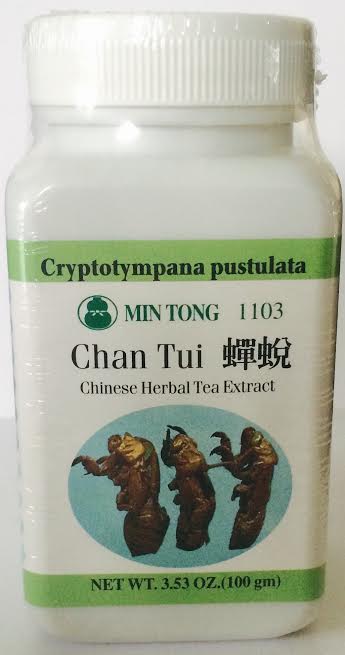 Cryptotympana pustulata
MIN TONG 1103
Chan Tui 蟬蛻
Chinese Herbal Tea Extract
NET WT. 3.53 OZ.(100 gm)